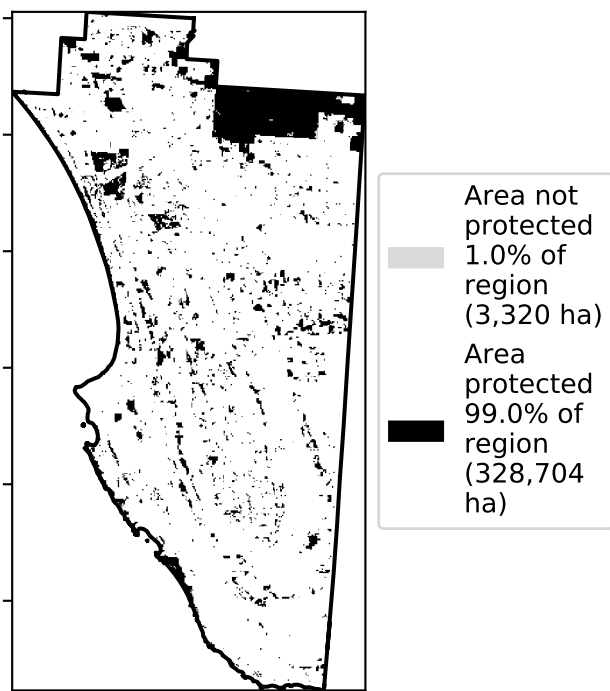 Area not
protected
1.0% of
region
(3,320 ha)
Area
protected
99.0% of
region
(328,704
ha)